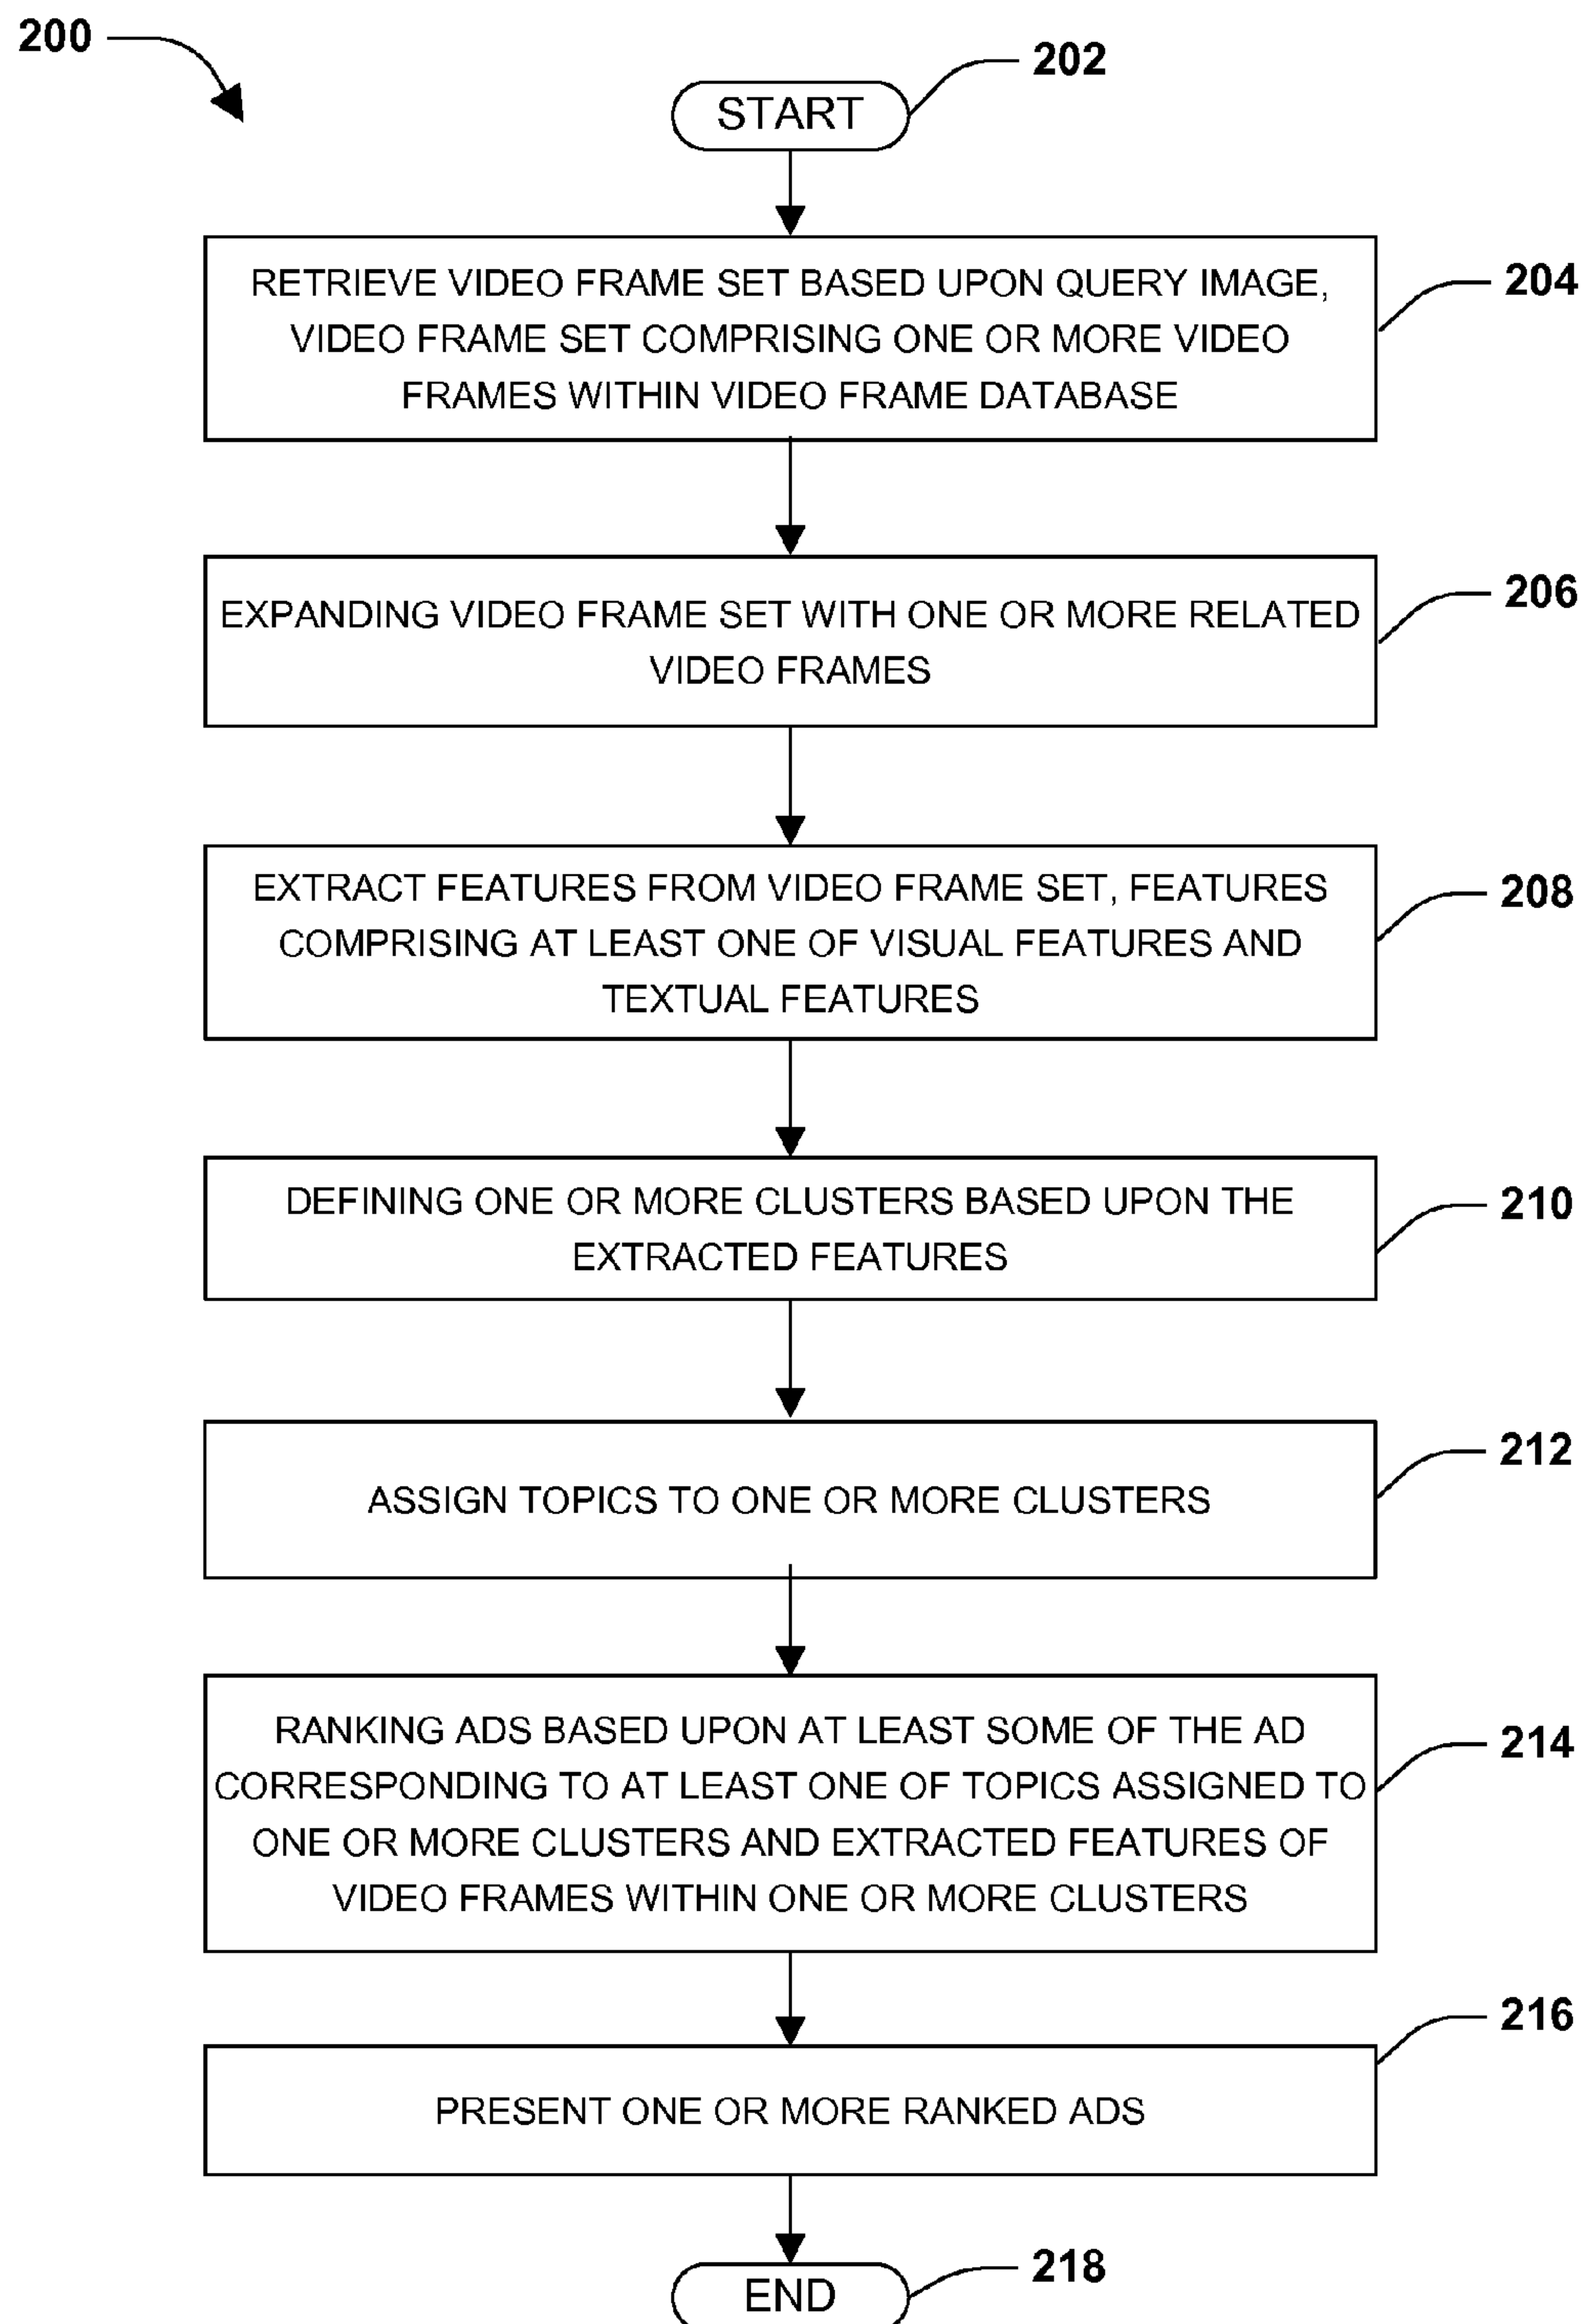 200
START
202
RETRIEVE VIDEO FRAME SET BASED UPON QUERY IMAGE,
VIDEO FRAME SET COMPRISING ONE OR MORE VIDEO
FRAMES WITHIN VIDEO FRAME DATABASE
204
EXPANDING VIDEO FRAME SET WITH ONE OR MORE RELATED
VIDEO FRAMES
206
EXTRACT FEATURES FROM VIDEO FRAME SET, FEATURES
COMPRISING AT LEAST ONE OF VISUAL FEATURES AND
TEXTUAL FEATURES
208
DEFINING ONE OR MORE CLUSTERS BASED UPON THE
EXTRACTED FEATURES
210
ASSIGN TOPICS TO ONE OR MORE CLUSTERS
212
RANKING ADS BASED UPON AT LEAST SOME OF THE AD
CORRESPONDING TO AT LEAST ONE OF TOPICS ASSIGNED TO
ONE OR MORE CLUSTERS AND EXTRACTED FEATURES OF
VIDEO FRAMES WITHIN ONE OR MORE CLUSTERS
214
PRESENT ONE OR MORE RANKED ADS
216
END
218